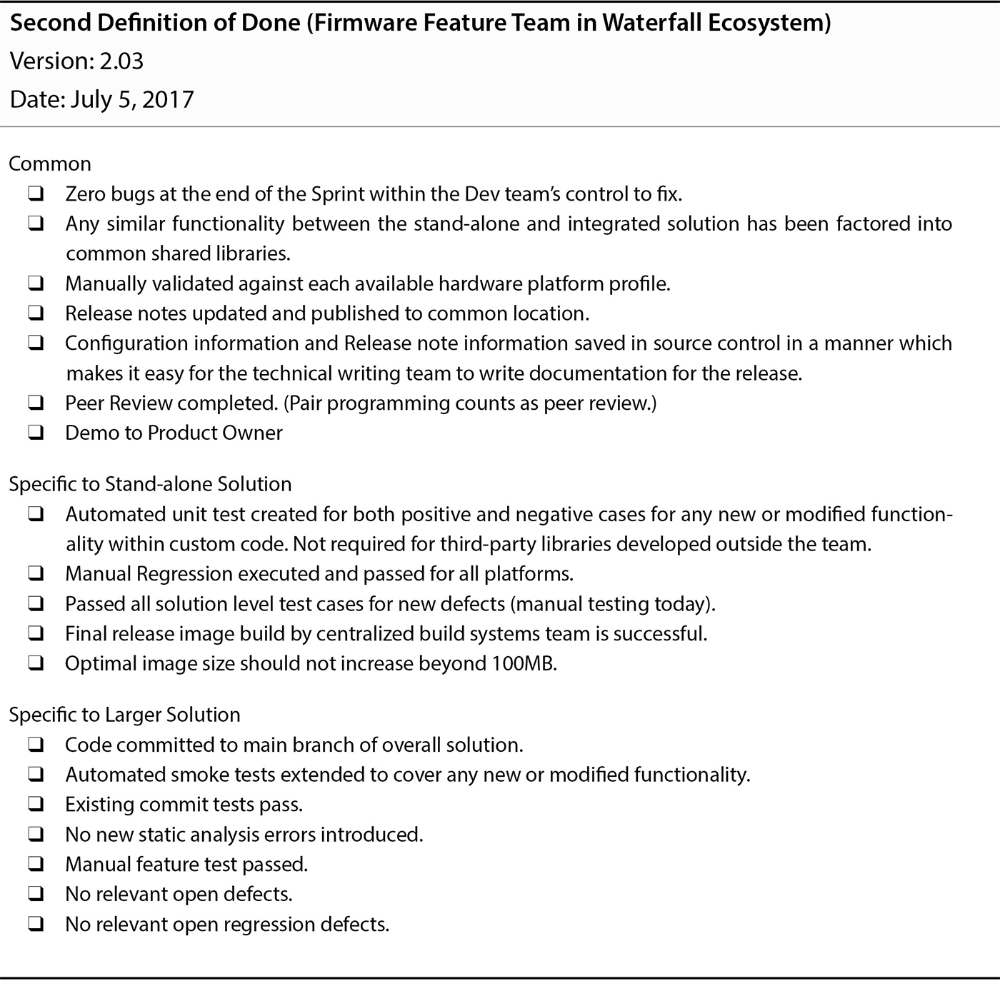 Second Definition of Done (Firmware Feature Team in Waterfall Ecosystem)
Version: 2.03
Date: July 5, 2017
Common
❏ Zero bugs at the end of the Sprint within the Dev team’s control to fix.
❏ Any similar functionality between the stand-alone and integrated solution has been factored into
common shared libraries.
❏ Manually validated against each available hardware platform profile.
❏ Release notes updated and published to common location.
❏ Configuration information and Release note information saved in source control in a manner which
makes it easy for the technical writing team to write documentation for the release.
❏ Peer Review completed. (Pair programming counts as peer review.)
❏ Demo to Product Owner
Specific to Stand-alone Solution
❏ Automated unit test created for both positive and negative cases for any new or modified function-
ality within custom code. Not required for third-party libraries developed outside the team.
❏ Manual Regression executed and passed for all platforms.
❏ Passed all solution level test cases for new defects (manual testing today).
❏ Final release image build by centralized build systems team is successful.
❏ Optimal image size should not increase beyond 100MB.
Specific to Larger Solution
❏ Code committed to main branch of overall solution.
❏ Automated smoke tests extended to cover any new or modified functionality.
❏ Existing commit tests pass.
❏ No new static analysis errors introduced.
❏ Manual feature test passed.
❏ No relevant open defects.
❏ No relevant open regression defects.